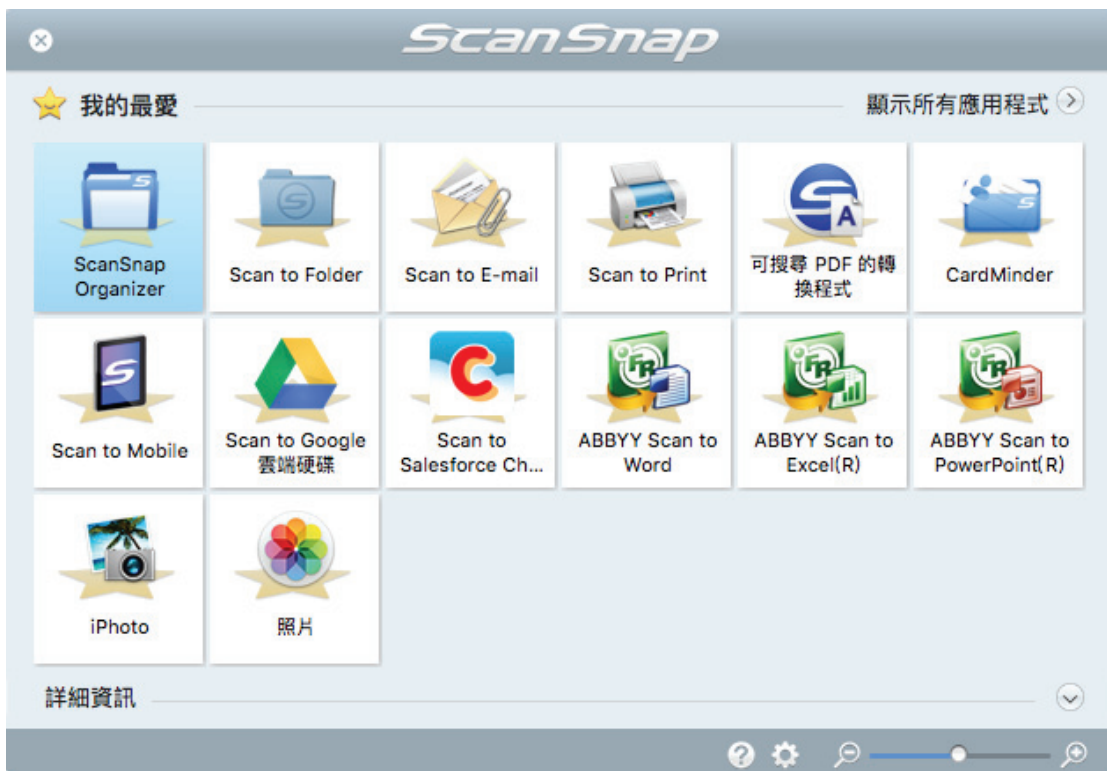 ScanSnap
我的最愛
顯示所有應用程式
ScanSnap
Organizer
Scan to Folder
Scan to E-mail
Scan to Print
可搜尋 PDF 的轉
換程式
CardMinder
Scan to Mobile
Scan to Google
雲端硬碟
Scan to
Salesforce Ch...
ABBYY Scan to
Word
ABBYY Scan to
Excel(R)
ABBYY Scan to
PowerPoint(R)
iPhoto
照片
詳細資訊